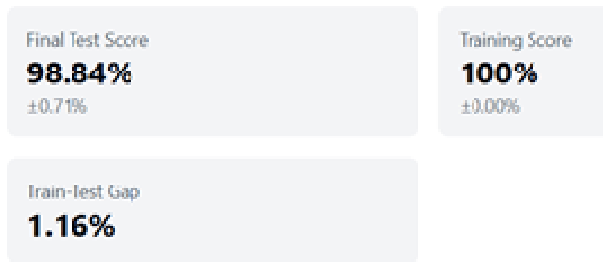 Final Test Score
98.84%
±0.71%
Training Score
100%
±0.00%
Train-Test Gap
1.16%